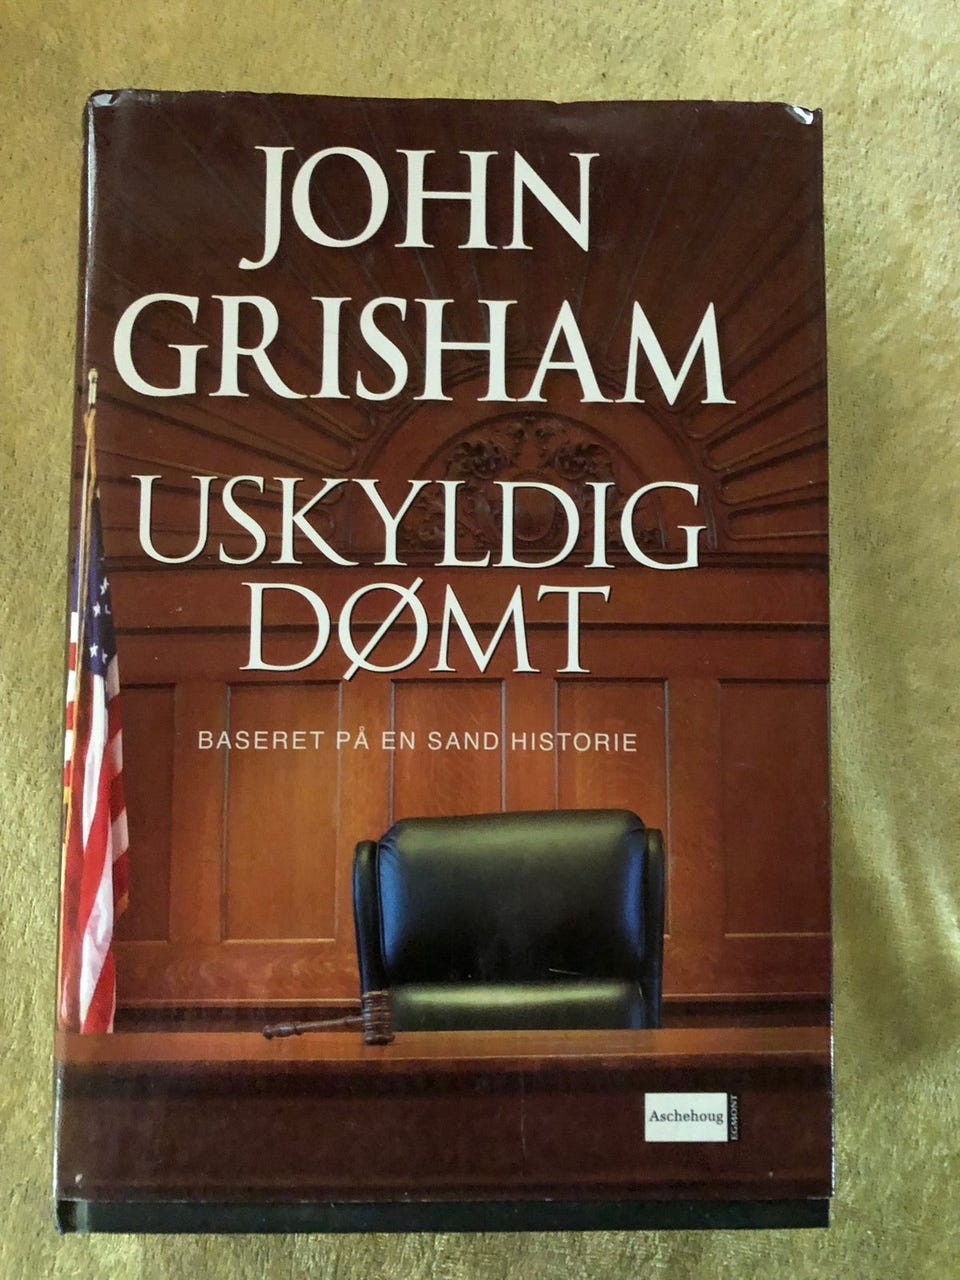 JOHN
GRISHAM
USKYLDIG
DØMT
BASERET PÅ EN SAND HISTORIE
Aschehoug
EGMONT